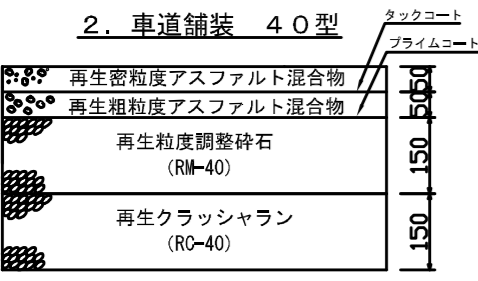 2．車道舗装　４０型
タックコート
プライムコート
再生密粒度アスファルト混合物
50
再生粗粒度アスファルト混合物
50
再生粒度調整砕石
(RM-40)
150
再生クラッシャラン
(RC-40)
150